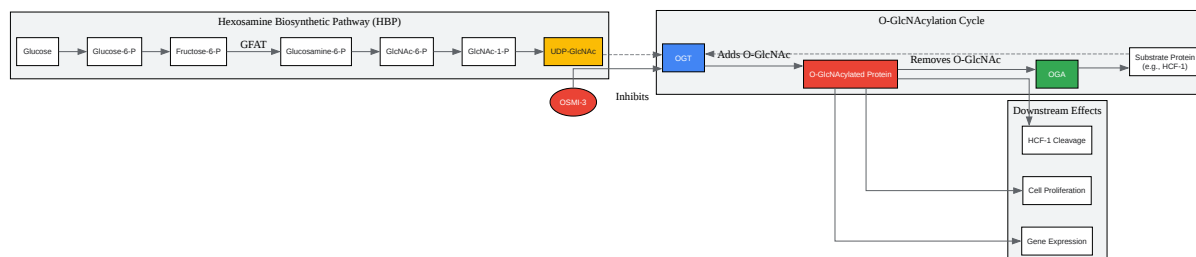 Hexosamine Biosynthetic Pathway (HBP)
Glucose
Glucose-6-P
Fructose-6-P
GFAT
Glucosamine-6-P
GlcNAc-6-P
GlcNAc-1-P
UDP-GlcNAc
OSMI-3
Inhibits
O-GlcNAcylation Cycle
OGT
Adds O-GlcNAc
O-GlcNAcylated Protein
Removes O-GlcNAc
OGA
Substrate Protein
(e.g., HCF-1)
Downstream Effects
HCF-1 Cleavage
Cell Proliferation
Gene Expression